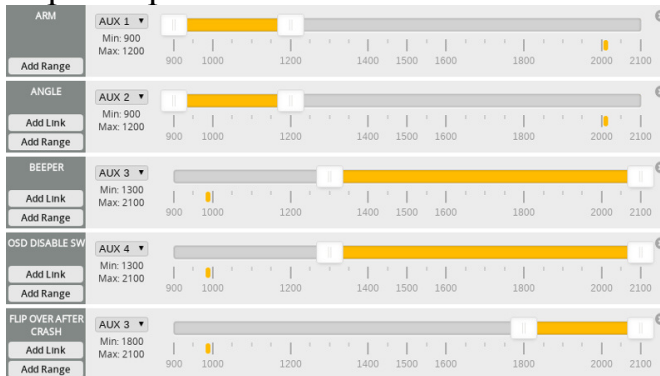 ARM
AUX 1 ▼
Min: 900
Max: 1200
Add Range
900 1000 1200 1400 1500 1600 1800 2000 2100
ANGLE
AUX 2 ▼
Min: 900
Max: 1200
Add Link
Add Range
900 1000 1200 1400 1500 1600 1800 2000 2100
BEEPER
AUX 3 ▼
Min: 1300
Max: 2100
Add Link
Add Range
900 1000 1200 1400 1500 1600 1800 2000 2100
OSD DISABLE SW
AUX 4 ▼
Min: 1300
Max: 2100
Add Link
Add Range
900 1000 1200 1400 1500 1600 1800 2000 2100
FLIP OVER AFTER
CRASH
AUX 3 ▼
Min: 1800
Max: 2100
Add Link
Add Range
900 1000 1200 1400 1500 1600 1800 2000 2100